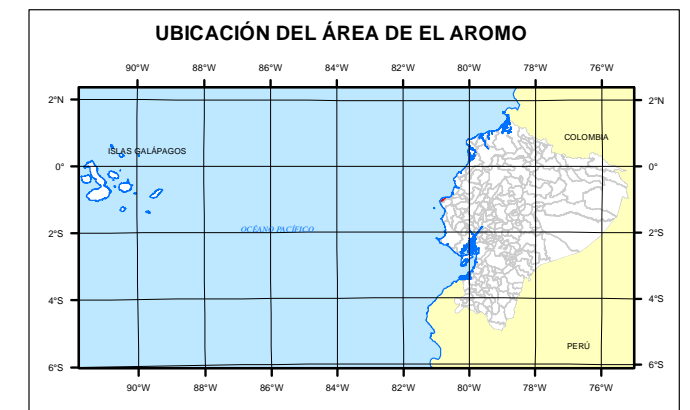 UBICACIÓN DEL ÁREA DE EL AROMO
90°W 88°W 86°W 84°W 82°W 80°W 78°W 76°W
2°N 2°N
COLOMBIA
ISLAS GALÁPAGOS
0° 0°
OCÉANO PACÍFICO
2°S 2°S
4°S 4°S
PERÚ
6°S 6°S
90°W 88°W 86°W 84°W 82°W 80°W 78°W 76°W